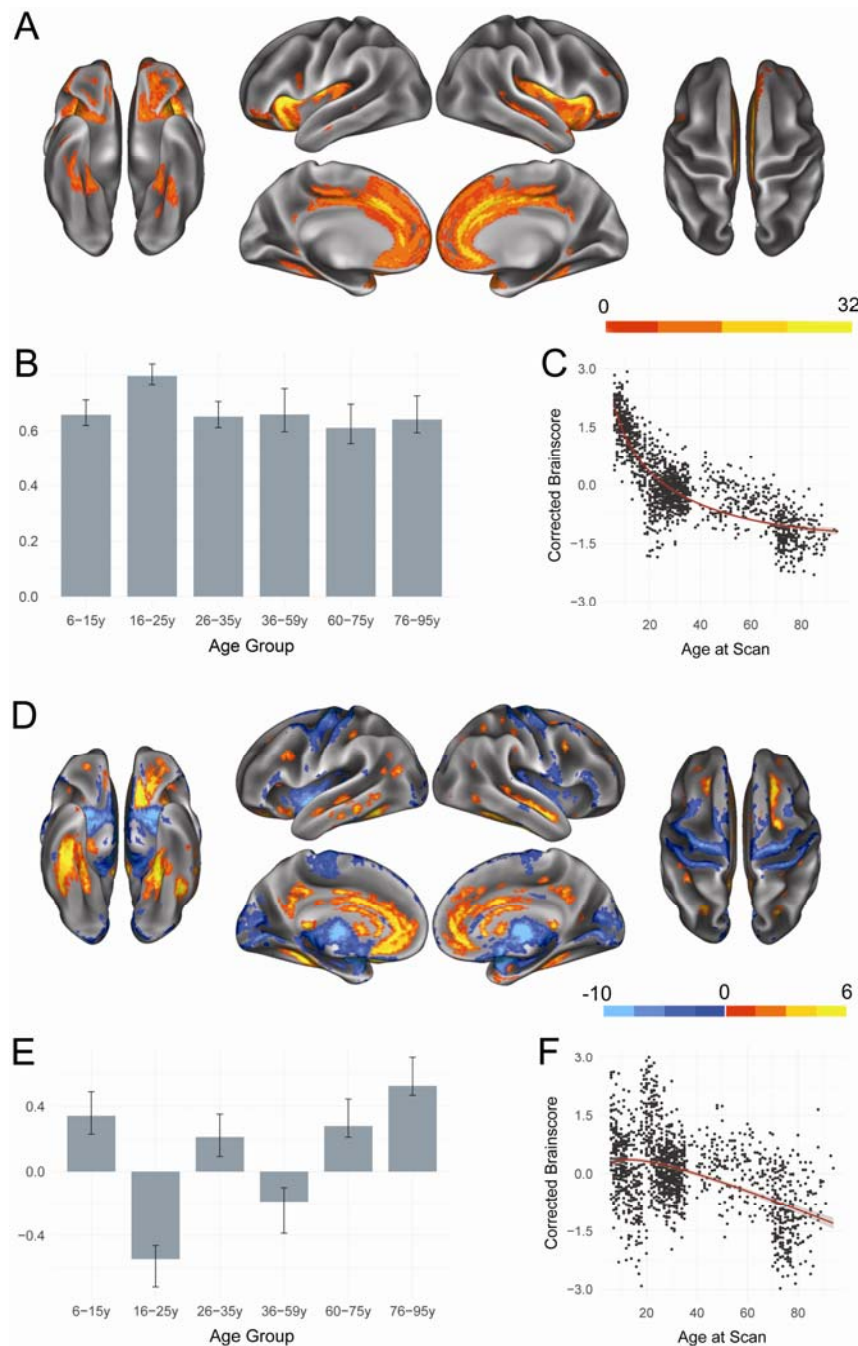 A
0 32
B
0.6
0.4
0.2
0.0
6−15y 16−25y 26−35y 36−59y 60−75y 76−95y
Age Group
C
Corrected Brainscore
3.0
1.5
0.0
−1.5
−3.0
20 40 60 80
Age at Scan
D
-10 0 6
E
0.4
0.0
−0.4
6−15y 16−25y 26−35y 36−59y 60−75y 76−95y
Age Group
F
Corrected Brainscore
3.0
1.5
0.0
−1.5
−3.0
20 40 60 80
Age at Scan